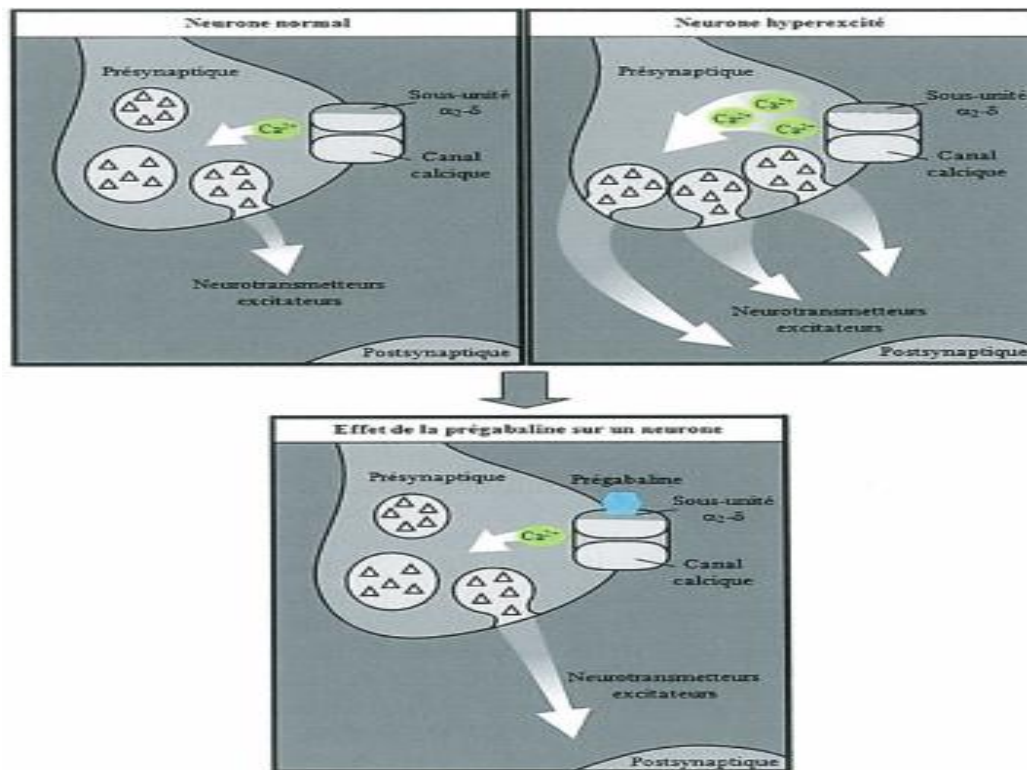 Neurone normal
Présynaptique
Sous-unité
α₂-δ
Ca²⁺
Canal
calcique
Neurotransmetteurs
excitateurs
Postsynaptique
Neurone hyperexcité
Présynaptique
Ca²⁺
Ca²⁺
Ca²⁺
Sous-unité
α₂-δ
Canal
calcique
Neurotransmetteurs
excitateurs
Postsynaptique
Effet de la prégabaline sur un neurone
Présynaptique
Prégabaline
Sous-unité
α₂-δ
Ca²⁺
Canal
calcique
Neurotransmetteurs
excitateurs
Postsynaptique